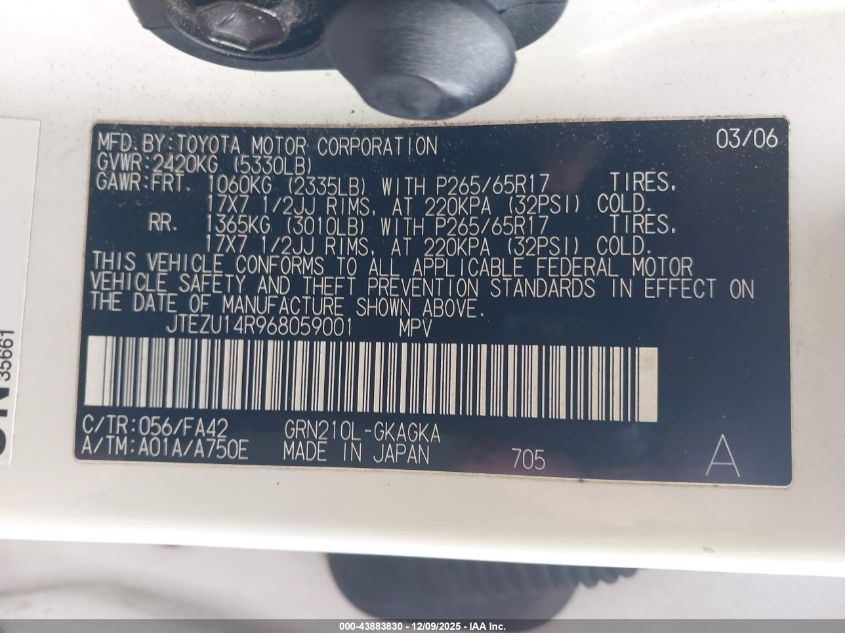 MFD.BY:TOYOTA MOTOR CORPORATION 03/06
GVWR:2420KG (5330LB)
GAWR:FRT. 1060KG (2335LB) WITH P265/65R17 TIRES,
17X7 1/2JJ RIMS, AT 220KPA (32PSI) COLD.
RR. 1365KG (3010LB) WITH P265/65R17 TIRES,
17X7 1/2JJ RIMS, AT 220KPA (32PSI) COLD.
THIS VEHICLE CONFORMS TO ALL APPLICABLE FEDERAL MOTOR
VEHICLE SAFETY AND THEFT PREVENTION STANDARDS IN EFFECT ON
THE DATE OF MANUFACTURE SHOWN ABOVE.
JTEZU14R968059001 MPV
C/TR:056/FA42 GRN210L-GKAGKA
A/TM:A01A/A750E MADE IN JAPAN 705 A
35661
000-43883830 - 12/09/2025 - IAA Inc.